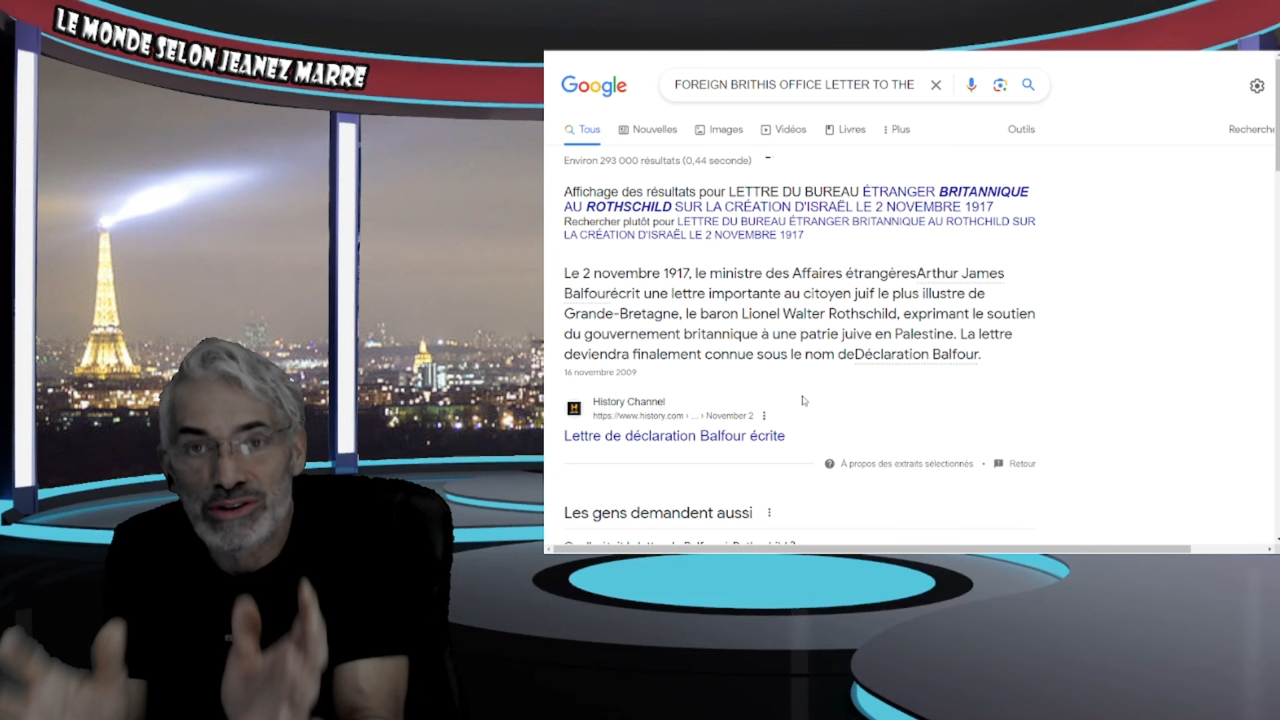 LE MONDE SELON JEANEZ MARRE
Google
FOREIGN BRITHIS OFFICE LETTER TO THE
Tous Nouvelles Images Vidéos Livres Plus Outils Recherche
Environ 293 000 résultats (0,44 seconde)
Affichage des résultats pour LETTRE DU BUREAU ÉTRANGER BRITANNIQUE
AU ROTHSCHILD SUR LA CRÉATION D'ISRAËL LE 2 NOVEMBRE 1917
Rechercher plutôt pour LETTRE DU BUREAU ÉTRANGER BRITANNIQUE AU ROTHCHILD SUR
LA CRÉATION D'ISRAËL LE 2 NOVEMBRE 1917
Le 2 novembre 1917, le ministre des Affaires étrangèresArthur James
Balfourécrit une lettre importante au citoyen juif le plus illustre de
Grande-Bretagne, le baron Lionel Walter Rothschild, exprimant le soutien
du gouvernement britannique à une patrie juive en Palestine. La lettre
deviendra finalement connue sous le nom deDéclaration Balfour.
16 novembre 2009
History Channel
https://www.history.com › ... › November 2
Lettre de déclaration Balfour écrite
À propos des extraits sélectionnés • Retour
Les gens demandent aussi